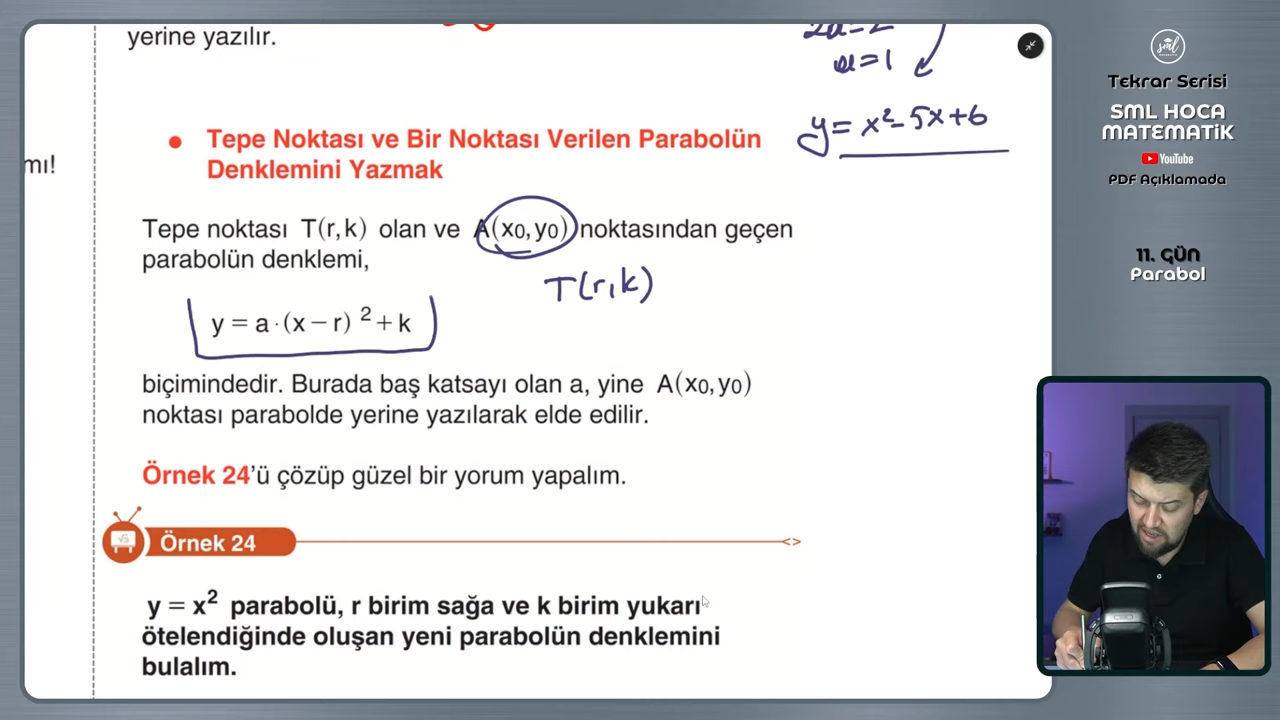 yerine yazılır.
a=1
y=x²-5x+6
mı!
• Tepe Noktası ve Bir Noktası Verilen Parabolün
Denklemini Yazmak
Tepe noktası T(r,k) olan ve A(x₀,y₀) noktasından geçen
parabolün denklemi,
T(r,k)
y = a·(x−r)²+k
biçimindedir. Burada baş katsayı olan a, yine A(x₀,y₀)
noktası parabolde yerine yazılarak elde edilir.
Örnek 24'ü çözüp güzel bir yorum yapalım.
√5
Örnek 24
<>
y = x² parabolü, r birim sağa ve k birim yukarı
ötelendiğinde oluşan yeni parabolün denklemini
bulalım.
sml
Tekrar Serisi
SML HOCA
MATEMATİK
YouTube
PDF Açıklamada
11. GÜN
Parabol